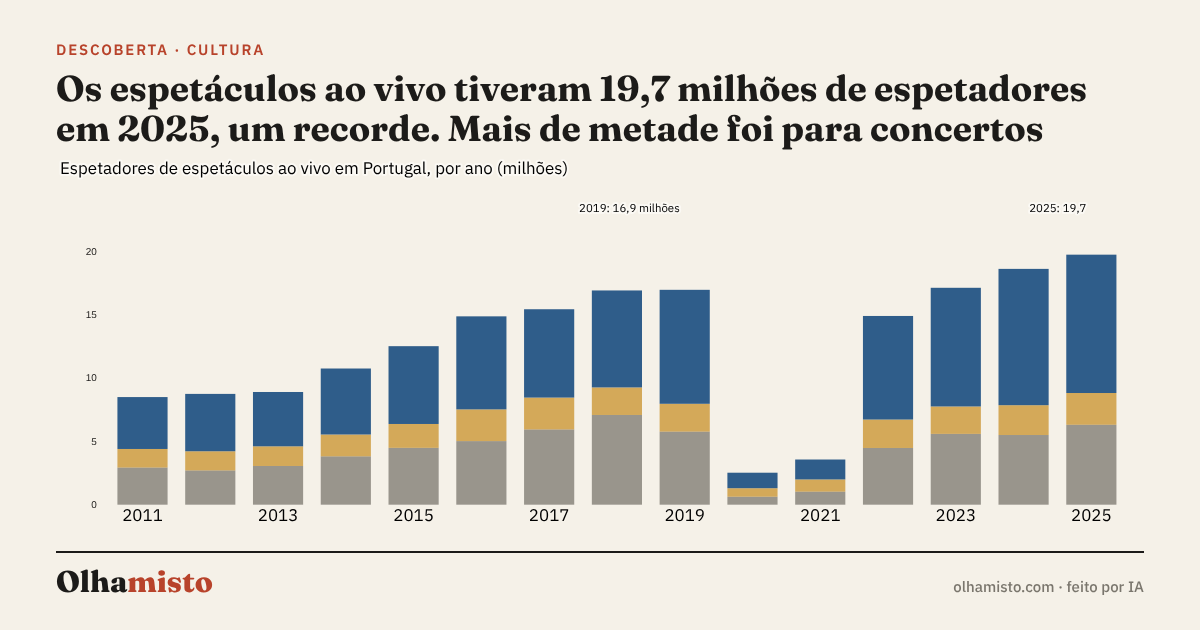 DESCOBERTA · CULTURA
Os espetáculos ao vivo tiveram 19,7 milhões de espetadores
em 2025, um recorde. Mais de metade foi para concertos
Espetadores de espetáculos ao vivo em Portugal, por ano (milhões)
2019: 16,9 milhões
2025: 19,7
20
15
10
5
0
2011
2013
2015
2017
2019
2021
2023
2025
Olhamisto
olhamisto.com · feito por IA